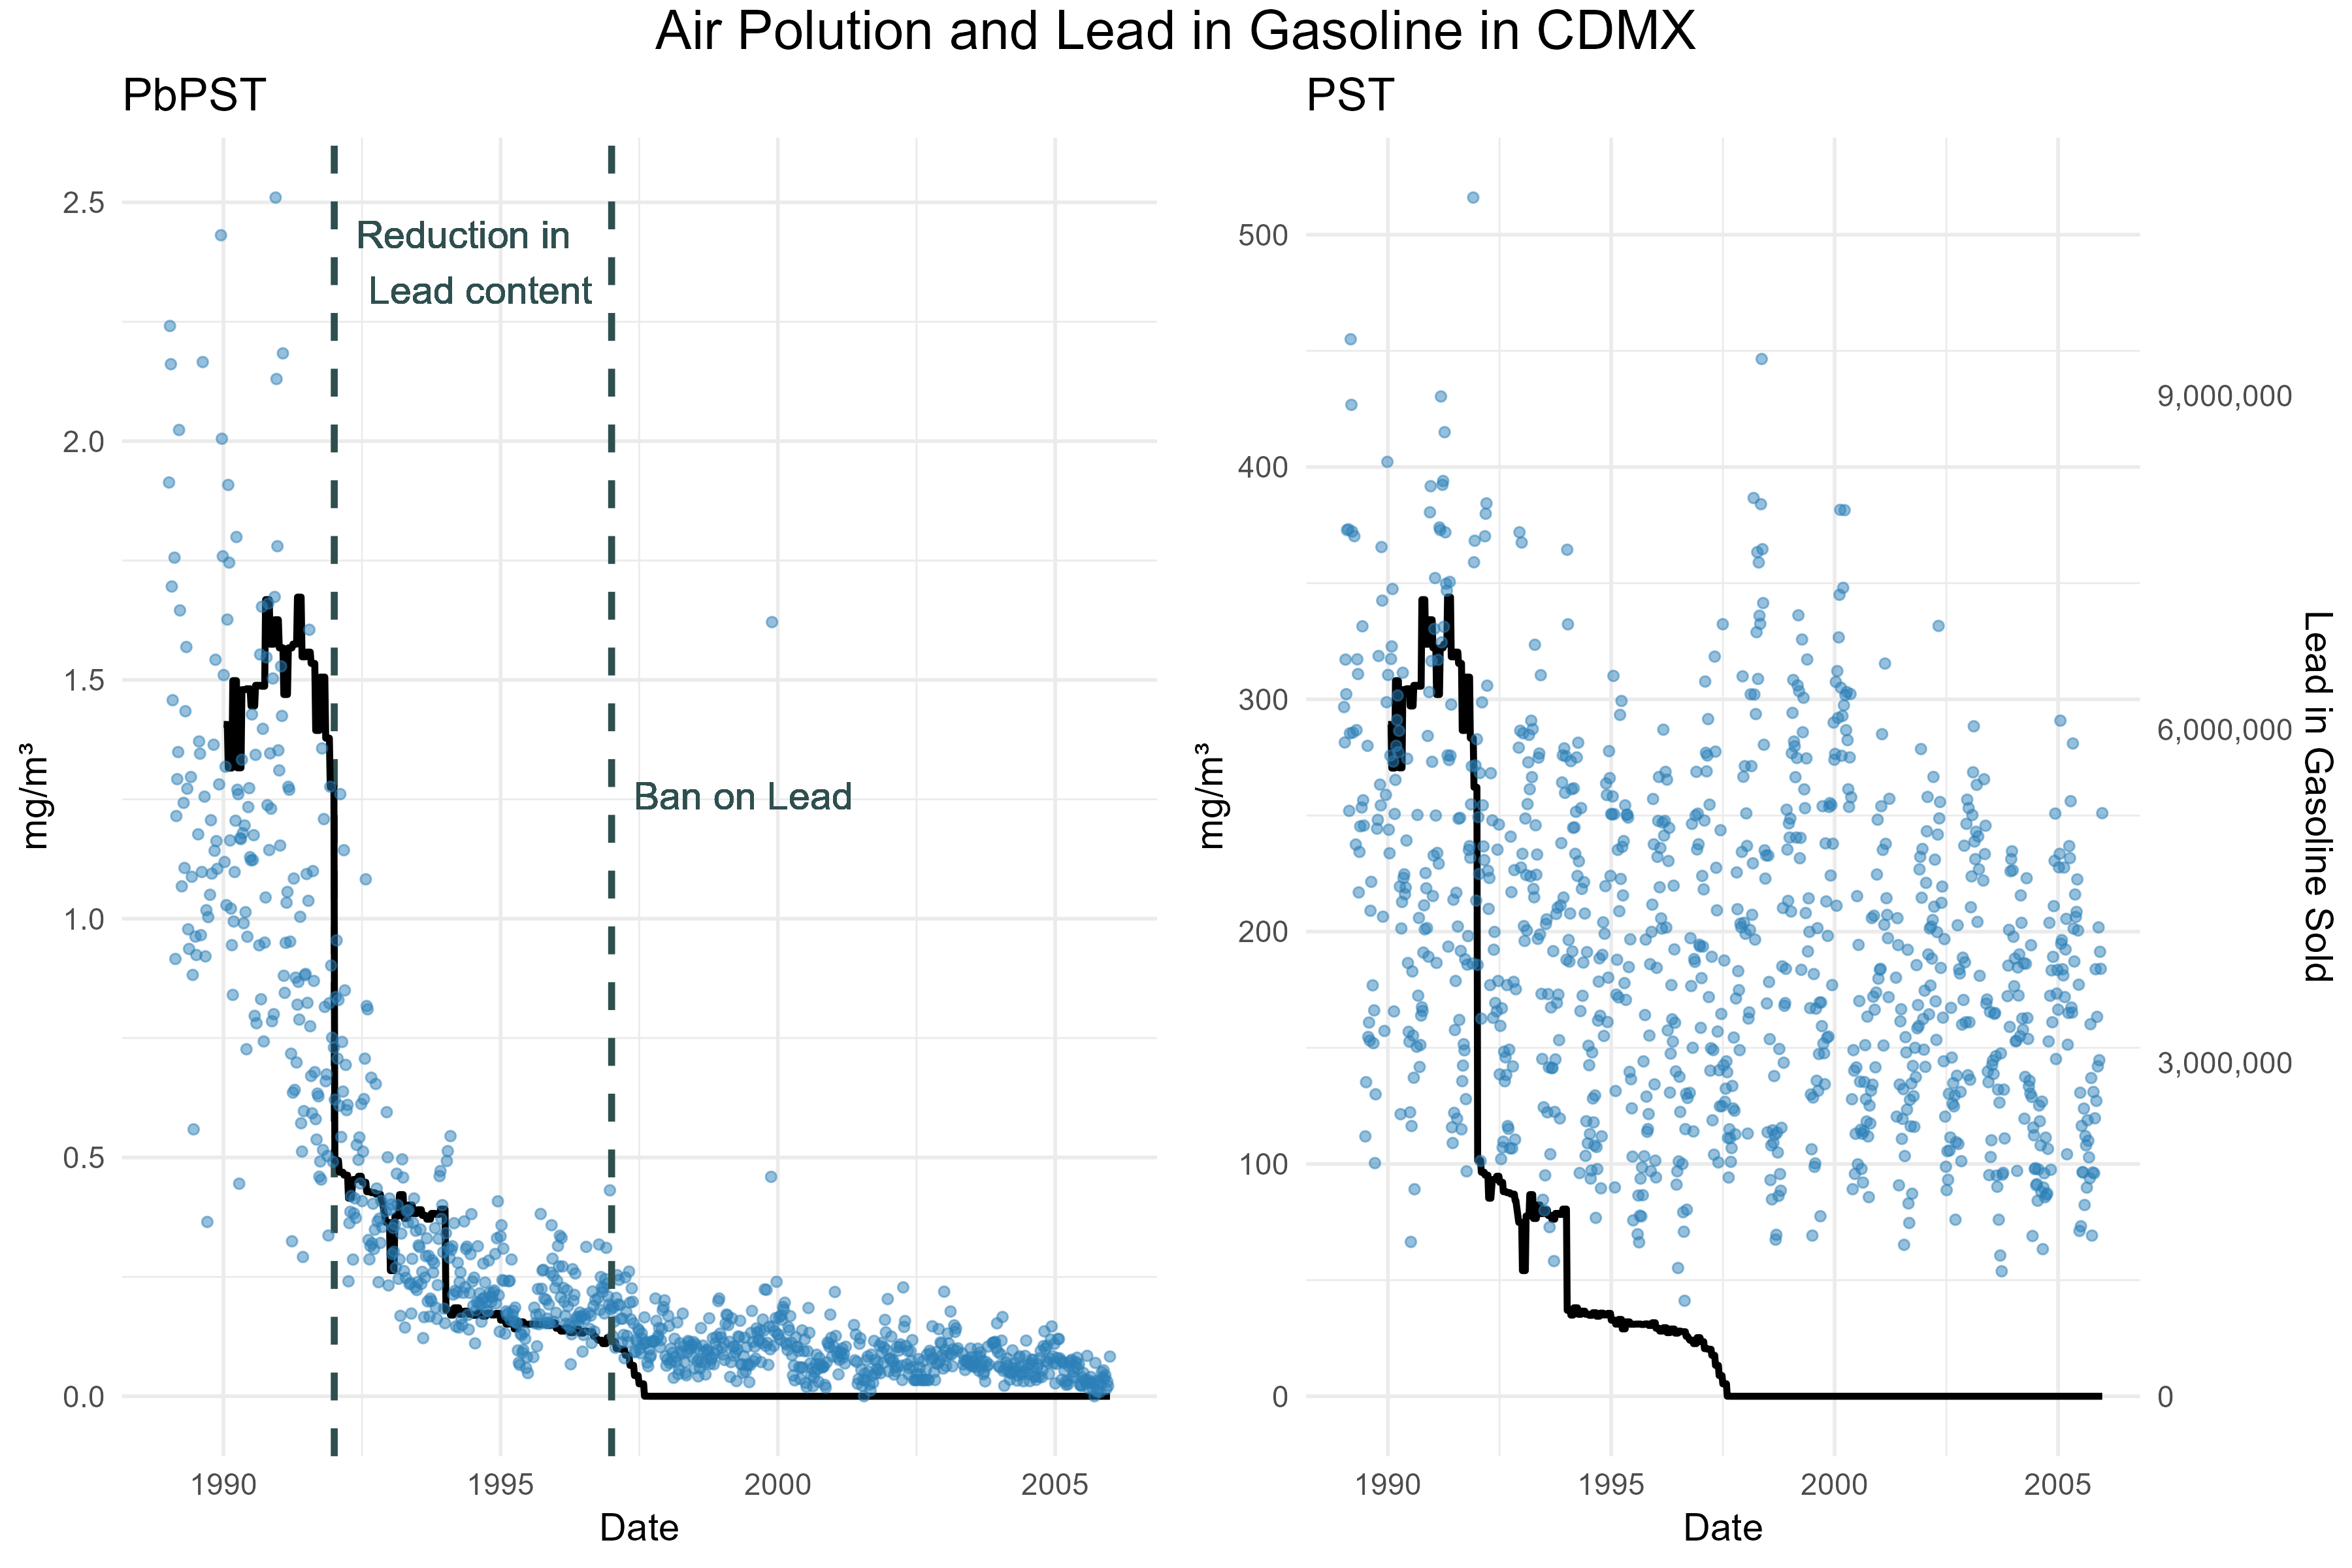 Air Polution and Lead in Gasoline in CDMX
PbPST
2.5
2.0
1.5
1.0
0.5
0.0
mg/m³
Reduction in
Lead content
Ban on Lead
1990
1995
2000
2005
Date
PST
500
400
300
200
100
0
mg/m³
9,000,000
6,000,000
3,000,000
0
Lead in Gasoline Sold
1990
1995
2000
2005
Date